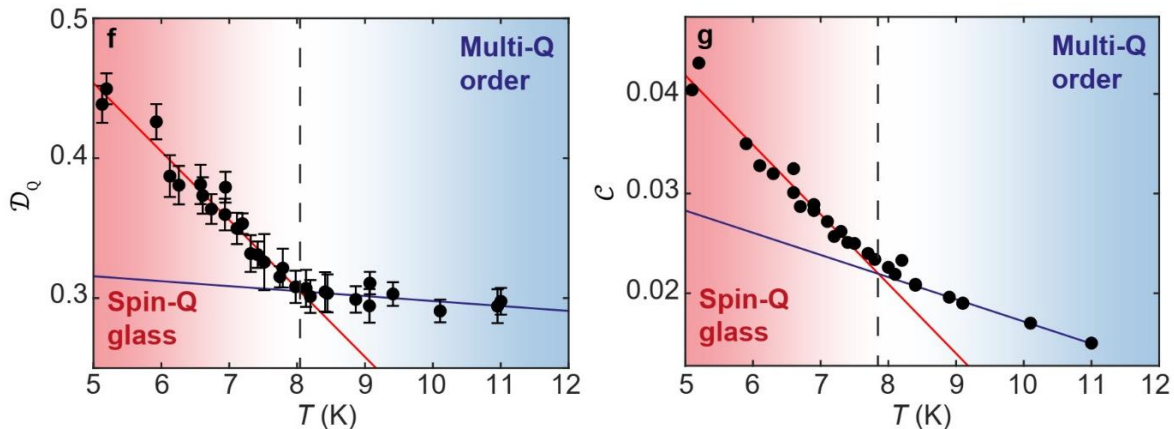 f
Multi-Q
order
Spin-Q
glass
0.5
0.4
0.3
𝒟Q
5 6 7 8 9 10 11 12
T (K)
g
Multi-Q
order
Spin-Q
glass
0.04
0.03
0.02
𝒞
5 6 7 8 9 10 11 12
T (K)